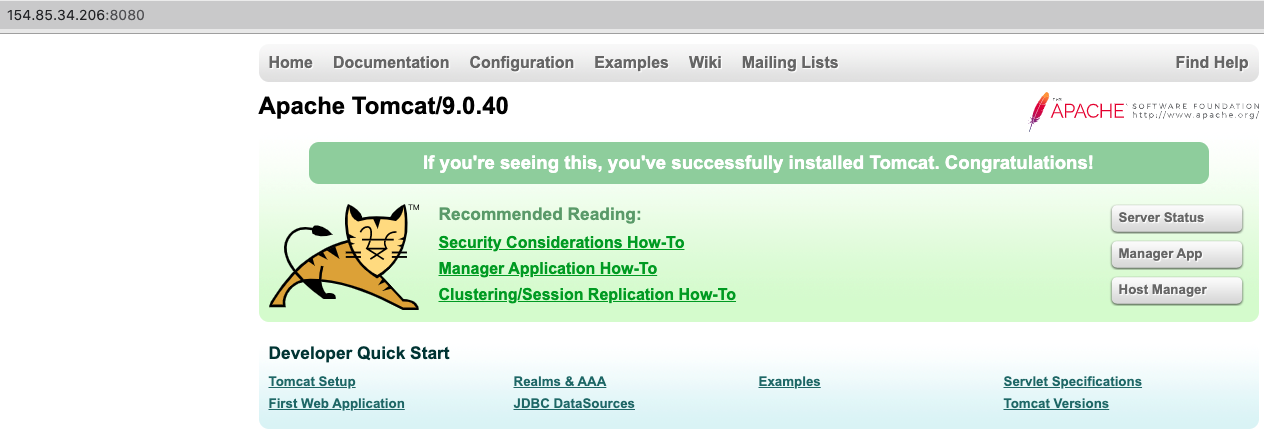 154.85.34.206:8080
Home Documentation Configuration Examples Wiki Mailing Lists Find Help
Apache Tomcat/9.0.40
THE APACHE SOFTWARE FOUNDATION
http://www.apache.org/
If you're seeing this, you've successfully installed Tomcat. Congratulations!
TM
Recommended Reading:
Security Considerations How-To
Manager Application How-To
Clustering/Session Replication How-To
Server Status
Manager App
Host Manager
Developer Quick Start
Tomcat Setup Realms & AAA Examples Servlet Specifications
First Web Application JDBC DataSources Tomcat Versions